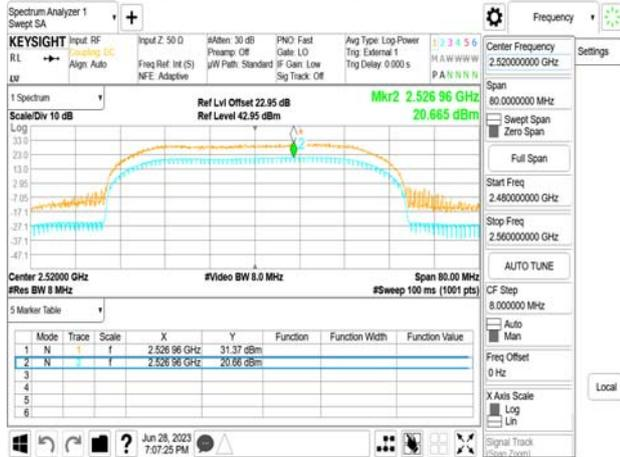 Spectrum Analyzer 1
Swept SA
+
Frequency
KEYSIGHT
Input: RF
Coupling: DC
Align: Auto
Input Z: 50 Ω
Freq Ref: Int (S)
NFE: Adaptive
#Atten: 30 dB
Preamp: Off
µW Path: Standard
PNO: Fast
Gate: LO
IF Gain: Low
Sig Track: Off
Avg Type: Log-Power
Trig: External 1
Trig Delay: 0.000 s
1 2 3 4 5 6
M A W W W W
P A N N N N
RL
LXI
Settings
1 Spectrum
Scale/Div 10 dB
Ref Lvl Offset 22.95 dB
Ref Level 42.95 dBm
Mkr2 2.526 96 GHz
20.665 dBm
Log
33.0
23.0
13.0
2.95
-7.05
-17.1
-27.1
-37.1
-47.1
2
Center 2.52000 GHz
#Res BW 8 MHz
#Video BW 8.0 MHz
Span 80.00 MHz
#Sweep 100 ms (1001 pts)
5 Marker Table
Mode Trace Scale X Y Function Function Width Function Value
1 N 1 f 2.526 96 GHz 31.37 dBm
2 N 2 f 2.526 96 GHz 20.66 dBm
3
4
5
6
Jun 28, 2023
7:07:25 PM
?
Center Frequency
2.520000000 GHz
Span
80.0000000 MHz
Swept Span
Zero Span
Full Span
Start Freq
2.480000000 GHz
Stop Freq
2.560000000 GHz
AUTO TUNE
CF Step
8.000000 MHz
Auto
Man
Freq Offset
0 Hz
X Axis Scale
Log
Lin
Signal Track
(Span Zoom)
Local